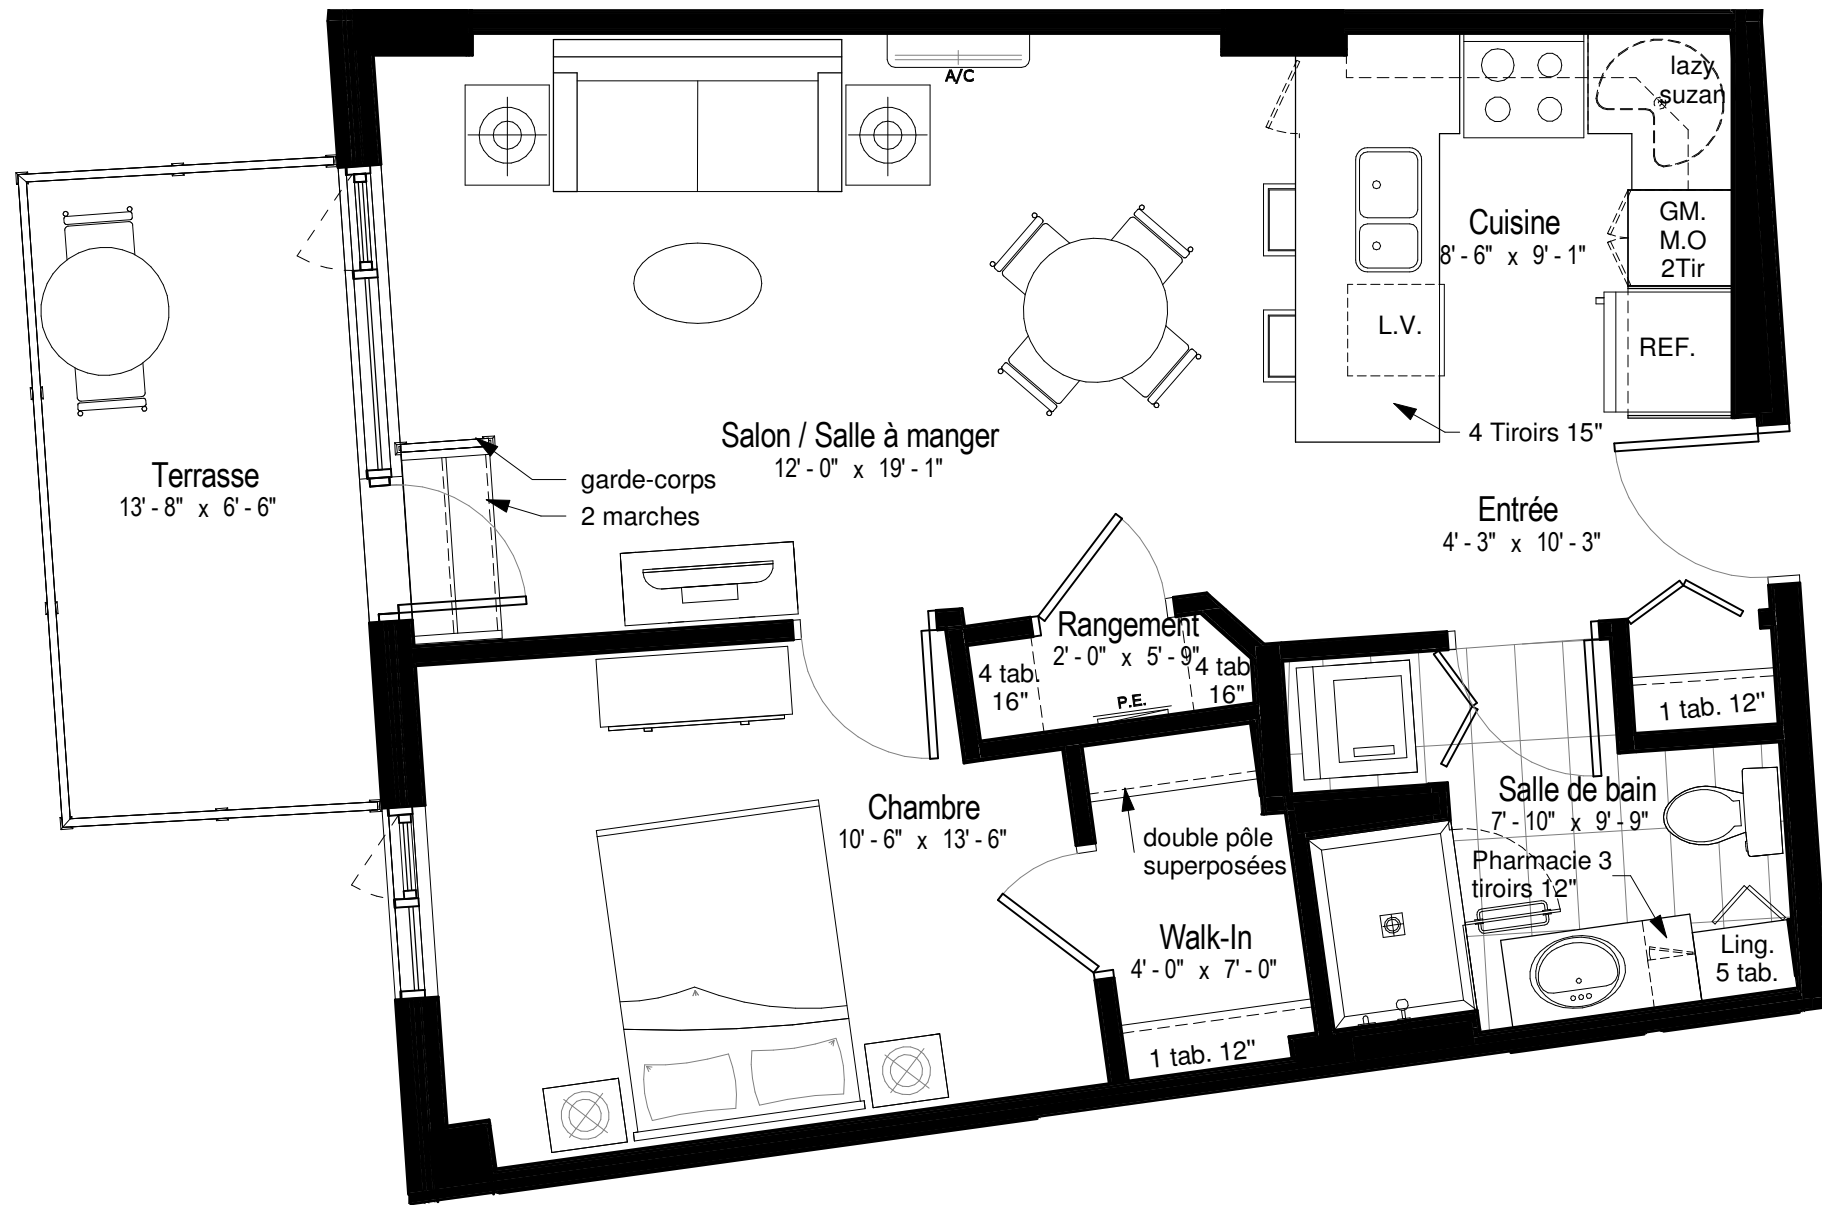 A/C
lazy
suzan
Cuisine
8' - 6" x 9' - 1"
GM.
M.O
2Tir
L.V.
REF.
4 Tiroirs 15"
Salon / Salle à manger
12' - 0" x 19' - 1"
garde-corps
2 marches
Terrasse
13' - 8" x 6' - 6"
Entrée
4' - 3" x 10' - 3"
Rangement
2' - 0" x 5' - 9"
4 tab.
16"
4 tab.
16"
P.E.
1 tab. 12"
Chambre
10' - 6" x 13' - 6"
double pôle
superposées
Salle de bain
7' - 10" x 9' - 9"
Pharmacie 3
tiroirs 12"
Walk-In
4' - 0" x 7' - 0"
Ling.
5 tab.
1 tab. 12"